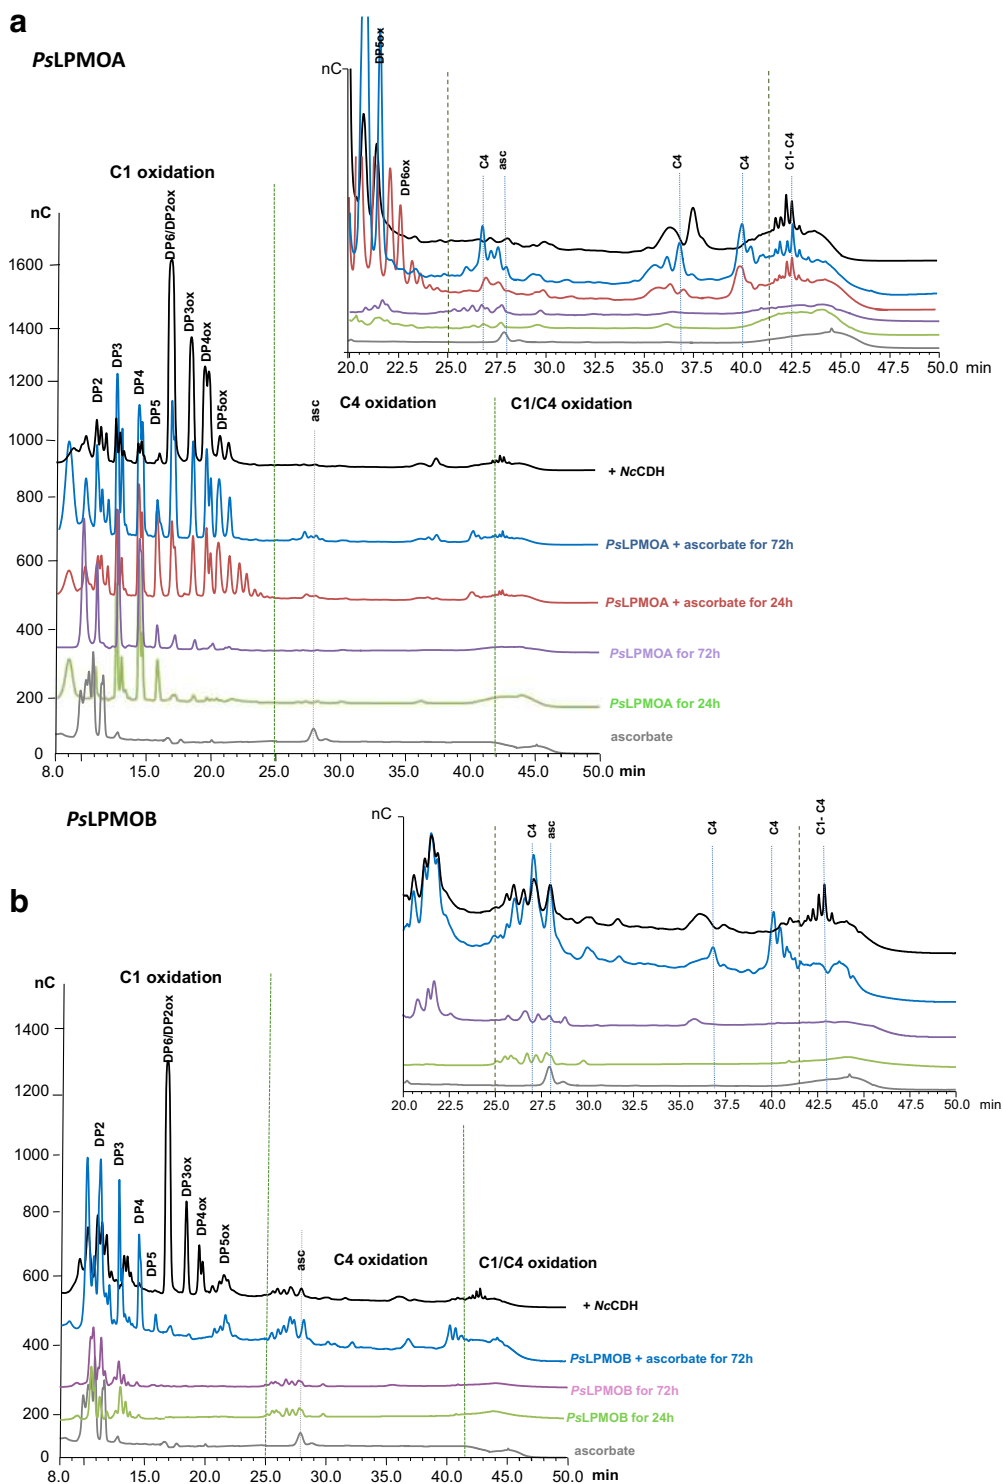 a
PsLPMOA
nC
DP5ox
DP6ox
C4
asc
C4
C4
C1- C4
20.0 22.5 25.0 27.5 30.0 32.5 35.0 37.5 40.0 42.5 45.0 47.5 50.0 min
C1 oxidation
nC
1600
1400
1200
1000
800
600
400
200
0
DP2
DP3
DP4
DP5
DP6/DP2ox
DP3ox
DP4ox
DP5ox
asc
C4 oxidation
C1/C4 oxidation
+ NcCDH
PsLPMOA + ascorbate for 72h
PsLPMOA + ascorbate for 24h
PsLPMOA for 72h
PsLPMOA for 24h
ascorbate
8.0 15.0 20.0 25.0 30.0 35.0 40.0 45.0 50.0 min
PsLPMOB
nC
C4
asc
C4
C4
C1- C4
20.0 22.5 25.0 27.5 30.0 32.5 35.0 37.5 40.0 42.5 45.0 47.5 50.0 min
b
C1 oxidation
nC
1400
1200
1000
800
600
400
200
0
DP2
DP3
DP4
DP5
DP6/DP2ox
DP3ox
DP4ox
DP5ox
asc
C4 oxidation
C1/C4 oxidation
+ NcCDH
PsLPMOB + ascorbate for 72h
PsLPMOB for 72h
PsLPMOB for 24h
ascorbate
8.0 15.0 20.0 25.0 30.0 35.0 40.0 45.0 50.0 min